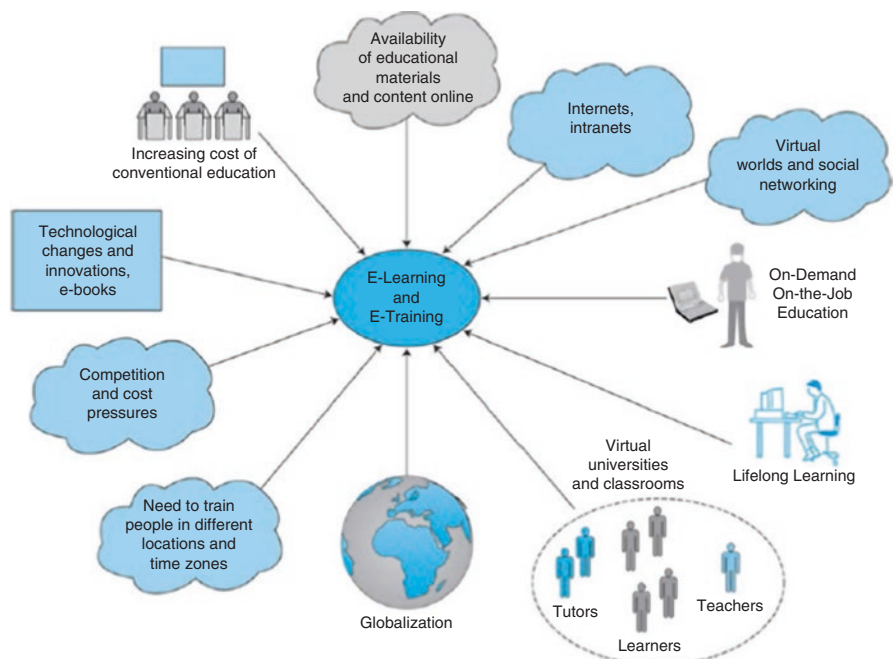 Availability
of educational
materials
and content online
Internets,
intranets
Virtual
worlds and social
networking
Increasing cost of
conventional education
Technological
changes and
innovations,
e-books
E-Learning
and
E-Training
On-Demand
On-the-Job
Education
Competition
and cost
pressures
Lifelong Learning
Virtual
universities
and classrooms
Need to train
people in different
locations and
time zones
Globalization
Tutors
Learners
Teachers